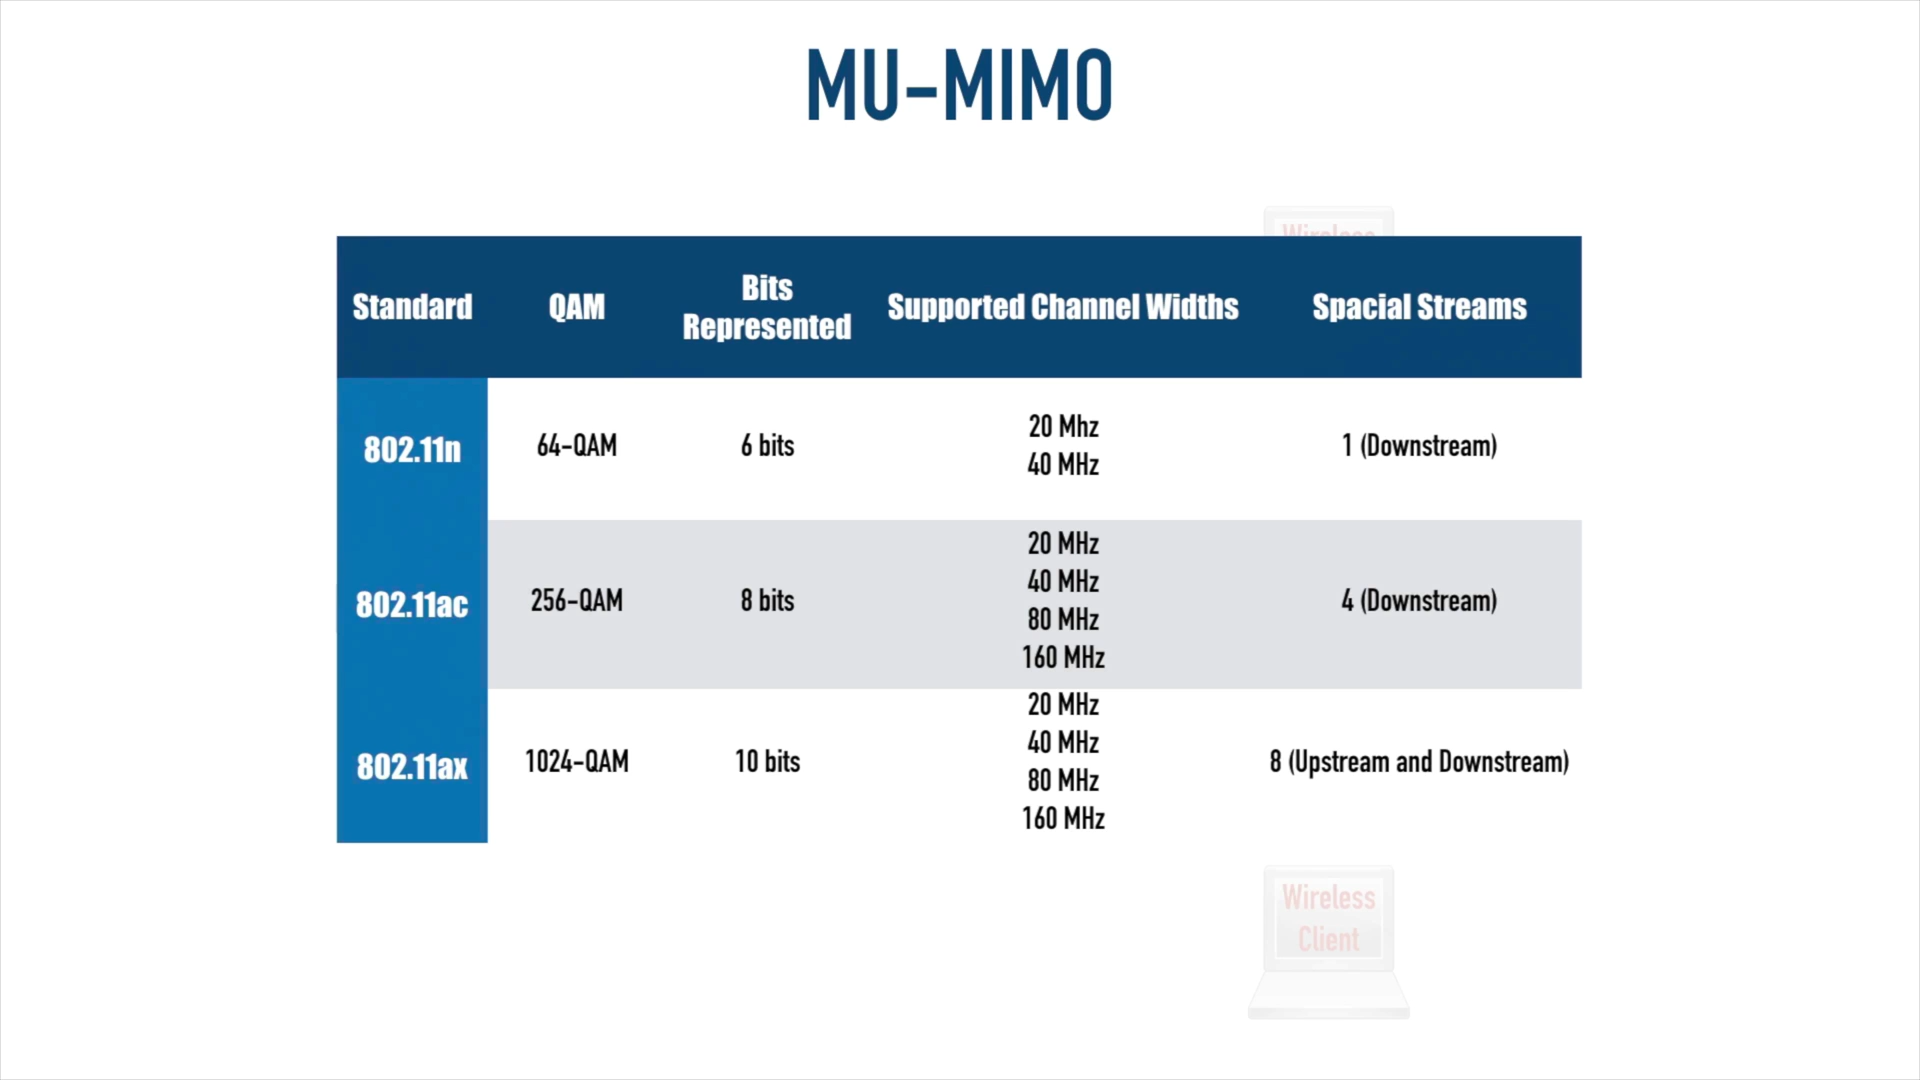 MU-MIMO
Wireless
Standard
QAM
Bits
Represented
Supported Channel Widths
Spacial Streams
802.11n
64-QAM
6 bits
20 Mhz
40 MHz
1 (Downstream)
802.11ac
256-QAM
8 bits
20 MHz
40 MHz
80 MHz
160 MHz
4 (Downstream)
802.11ax
1024-QAM
10 bits
20 MHz
40 MHz
80 MHz
160 MHz
8 (Upstream and Downstream)
Wireless
Client